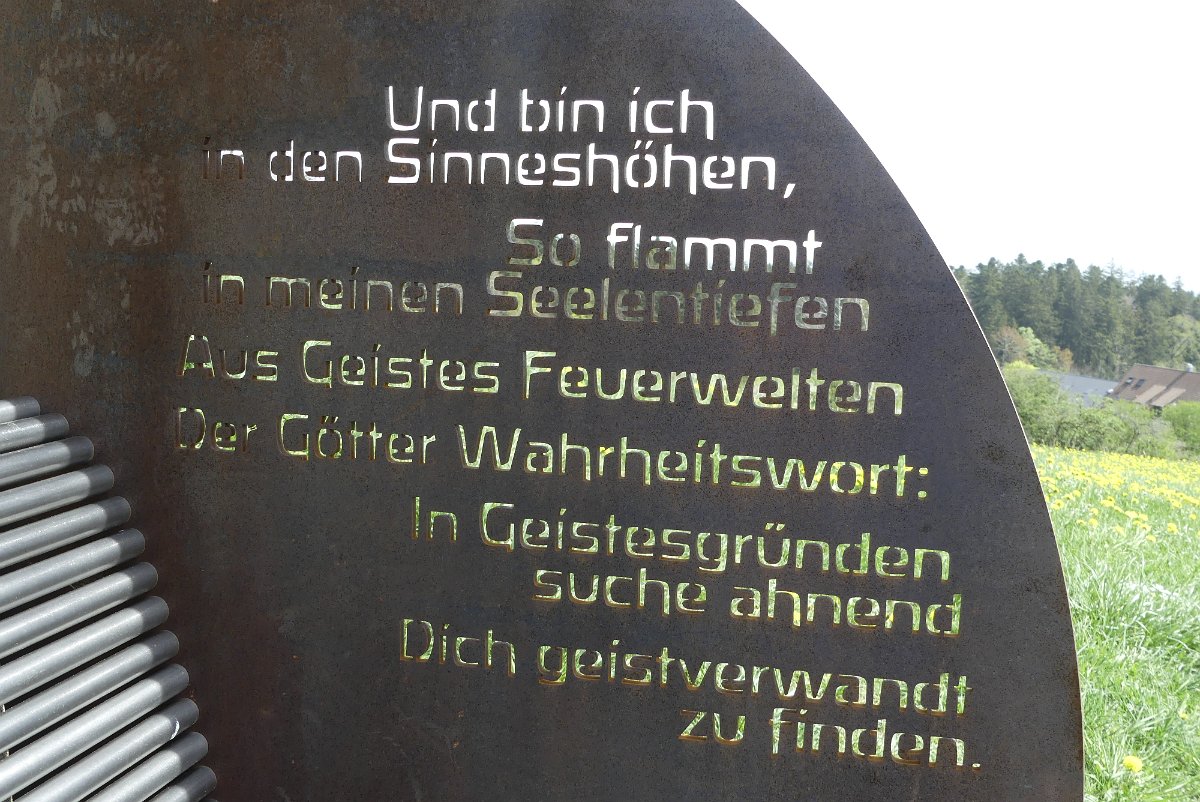 Und bin ich
in den Sinneshöhen,
So flammt
in meinen Seelentiefen
Aus Geistes Feuerwelten
Der Götter Wahrheitswort:
In Geistesgründen
suche ahnend
Dich geistverwandt
zu finden.